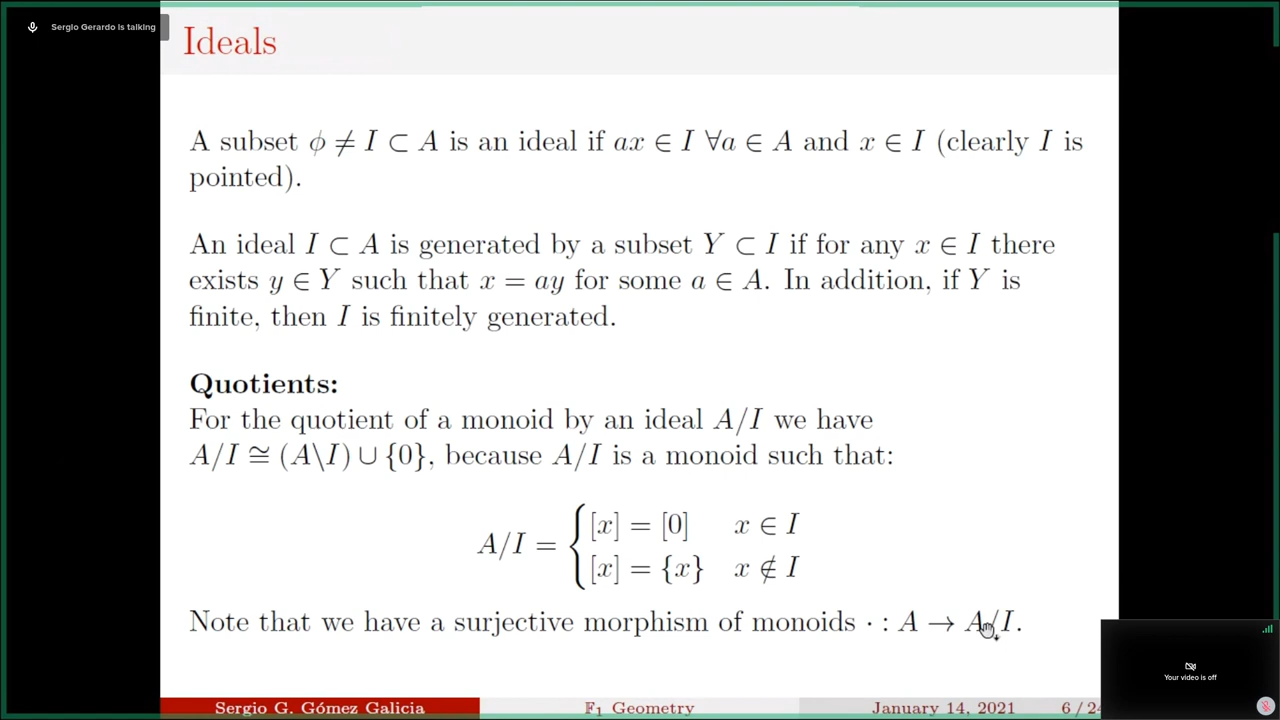 Sergio Gerardo is talking
Ideals
A subset ϕ ≠ I ⊂ A is an ideal if ax ∈ I ∀a ∈ A and x ∈ I (clearly I is
pointed).
An ideal I ⊂ A is generated by a subset Y ⊂ I if for any x ∈ I there
exists y ∈ Y such that x = ay for some a ∈ A. In addition, if Y is
finite, then I is finitely generated.
Quotients:
For the quotient of a monoid by an ideal A/I we have
A/I ≅ (A\I) ∪ {0}, because A/I is a monoid such that:
A/I = { [x] = [0] x ∈ I
[x] = {x} x ∉ I
Note that we have a surjective morphism of monoids · : A → A/I.
Your video is off
Sergio G. Gómez Galicia 𝔽₁ Geometry January 14, 2021 6 / 24